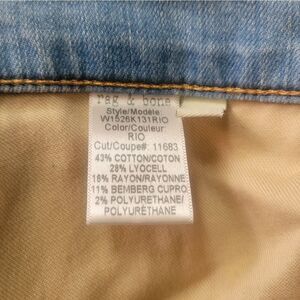 rag & bone
Style/Modèle:
W1526K131RIO
Color/Couleur:
RIO
Cut/Coupe#: 11683
43% COTTON/COTON
28% LYOCELL
16% RAYON/RAYONNE
11% BEMBERG CUPRO
2% POLYURETHANE/
POLYURÉTHANE